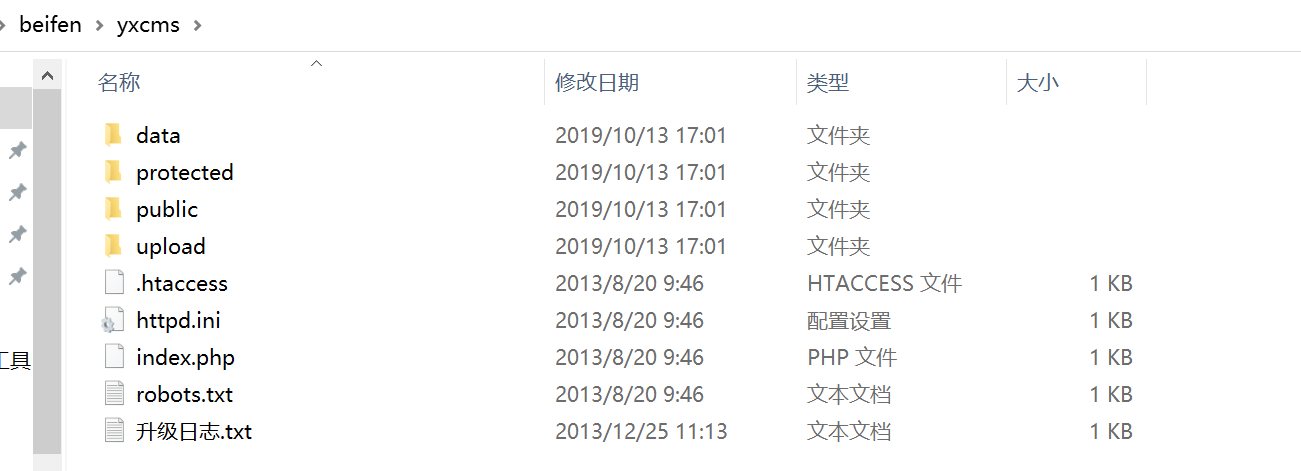 beifen yxcms
名称 修改日期 类型 大小
data 2019/10/13 17:01 文件夹
protected 2019/10/13 17:01 文件夹
public 2019/10/13 17:01 文件夹
upload 2019/10/13 17:01 文件夹
.htaccess 2013/8/20 9:46 HTACCESS 文件 1 KB
httpd.ini 2013/8/20 9:46 配置设置 1 KB
工具
index.php 2013/8/20 9:46 PHP 文件 1 KB
robots.txt 2013/8/20 9:46 文本文档 1 KB
升级日志.txt 2013/12/25 11:13 文本文档 1 KB